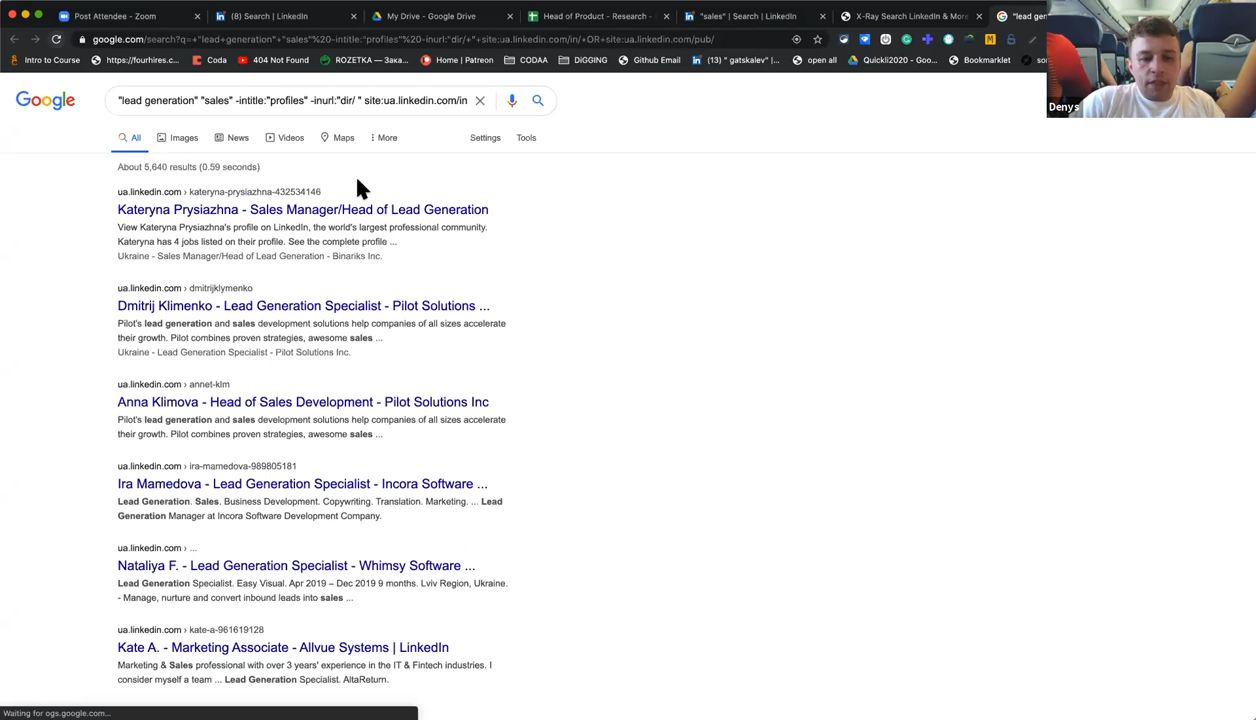 Post Attendee - Zoom
(8) Search | LinkedIn
My Drive - Google Drive
Head of Product - Research -
"sales" | Search | LinkedIn
X-Ray Search LinkedIn & More
"lead gen
google.com/search?q=+"lead+generation"+"sales"%20-intitle:"profiles"%20-inurl:"dir/+"+site:ua.linkedin.com/in/+OR+site:ua.linkedin.com/pub/
Intro to Course
https://fourhires.c...
Coda
404 Not Found
ROZETKA — Зака...
Home | Patreon
CODAA
DiGGING
Github Email
(13) " gatskalev" |...
open all
Quickli2020 - Goo...
Bookmarklet
Denys
Google
"lead generation" "sales" -intitle:"profiles" -inurl:"dir/ " site:ua.linkedin.com/in
All
Images
News
Videos
Maps
More
Settings
Tools
About 5,640 results (0.59 seconds)
ua.linkedin.com › kateryna-prysiazhna-432534146
Kateryna Prysiazhna - Sales Manager/Head of Lead Generation
View Kateryna Prysiazhna's profile on LinkedIn, the world's largest professional community.
Kateryna has 4 jobs listed on their profile. See the complete profile ...
Ukraine - Sales Manager/Head of Lead Generation - Binariks Inc.
ua.linkedin.com › dmitrijklymenko
Dmitrij Klimenko - Lead Generation Specialist - Pilot Solutions ...
Pilot's lead generation and sales development solutions help companies of all sizes accelerate
their growth. Pilot combines proven strategies, awesome sales ...
Ukraine - Lead Generation Specialist - Pilot Solutions Inc.
ua.linkedin.com › annet-klm
Anna Klimova - Head of Sales Development - Pilot Solutions Inc
Pilot's lead generation and sales development solutions help companies of all sizes accelerate
their growth. Pilot combines proven strategies, awesome sales ...
ua.linkedin.com › ira-mamedova-989805181
Ira Mamedova - Lead Generation Specialist - Incora Software ...
Lead Generation. Sales. Business Development. Copywriting. Translation. Marketing. ... Lead
Generation Manager at Incora Software Development Company.
ua.linkedin.com › ...
Nataliya F. - Lead Generation Specialist - Whimsy Software ...
Lead Generation Specialist. Easy Visual. Apr 2019 – Dec 2019 9 months. Lviv Region, Ukraine.
- Manage, nurture and convert inbound leads into sales ...
ua.linkedin.com › kate-a-961619128
Kate A. - Marketing Associate - Allvue Systems | LinkedIn
Marketing & Sales professional with over 3 years' experience in the IT & Fintech industries. I
consider myself a team ... Lead Generation Specialist. AltaReturn.
Waiting for ogs.google.com...